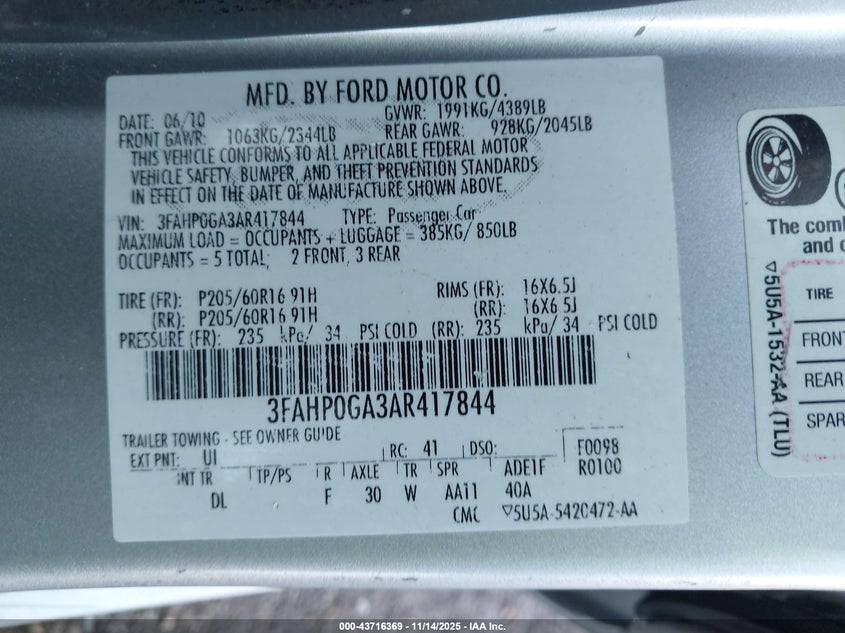 MFD. BY FORD MOTOR CO.
DATE: 06/10
GVWR: 1991KG/4389LB
FRONT GAWR: 1063KG/2344LB
REAR GAWR: 928KG/2045LB
THIS VEHICLE CONFORMS TO ALL APPLICABLE FEDERAL MOTOR
VEHICLE SAFETY, BUMPER, AND THEFT PREVENTION STANDARDS
IN EFFECT ON THE DATE OF MANUFACTURE SHOWN ABOVE.
VIN: 3FAHP0GA3AR417844 TYPE: Passenger Car
MAXIMUM LOAD = OCCUPANTS + LUGGAGE = 385KG/ 850LB
OCCUPANTS = 5 TOTAL; 2 FRONT, 3 REAR
TIRE (FR): P205/60R16 91H RIMS (FR): 16X6.5J
(RR): P205/60R16 91H (RR): 16X6.5J
PRESSURE (FR): 235 kPa/ 34 PSI COLD (RR): 235 kPa/ 34 PSI COLD
3FAHP0GA3AR417844
TRAILER TOWING - SEE OWNER GUIDE
EXT PNT: UI RC: 41 DSO: F0098
R0100
INT TR TP/PS R AXLE TR SPR ADE1F
DL F 30 W AA11 40A
CMC ▽5U5A-5420472-AA
The comb
and o
▽5U5A-1532-AA (TLU)
TIRE
FRONT
REAR
SPAR
000-43716369 | 11/14/2025 | IAA Inc.